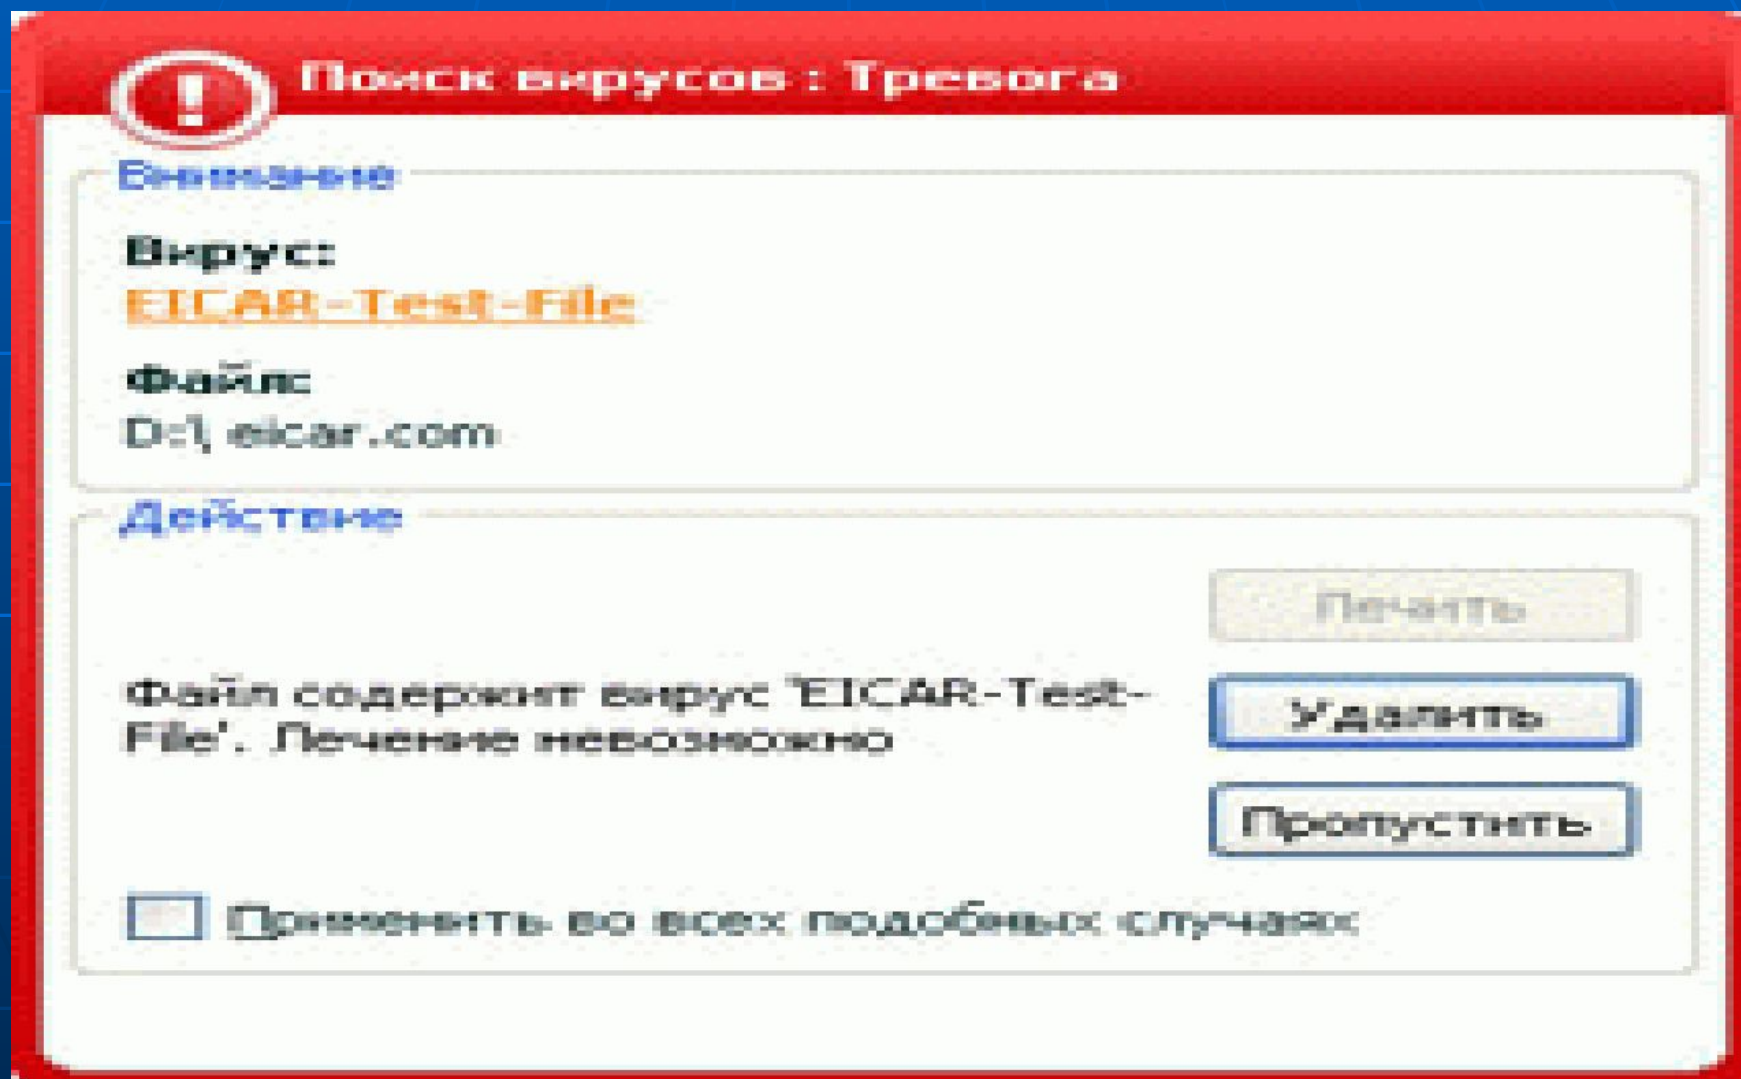 Поиск вирусов : Тревога
Внимание
Вирус:
EICAR-Test-File
Файл:
D:\ eicar.com
Действие
Лечить
Файл содержит вирус 'EICAR-Test-
File'. Лечение невозможно
Удалить
Пропустить
Применить во всех подобных случаях